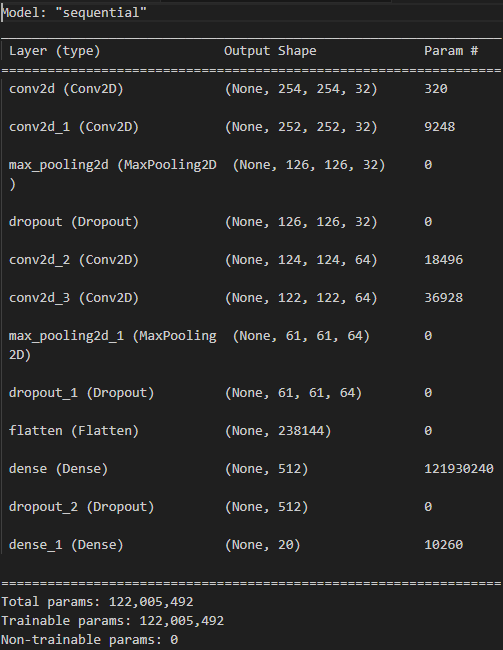 Model: "sequential"
_________________________________________________________________
Layer (type) Output Shape Param #
=================================================================
conv2d (Conv2D) (None, 254, 254, 32) 320
conv2d_1 (Conv2D) (None, 252, 252, 32) 9248
max_pooling2d (MaxPooling2D (None, 126, 126, 32) 0
)
dropout (Dropout) (None, 126, 126, 32) 0
conv2d_2 (Conv2D) (None, 124, 124, 64) 18496
conv2d_3 (Conv2D) (None, 122, 122, 64) 36928
max_pooling2d_1 (MaxPooling (None, 61, 61, 64) 0
2D)
dropout_1 (Dropout) (None, 61, 61, 64) 0
flatten (Flatten) (None, 238144) 0
dense (Dense) (None, 512) 121930240
dropout_2 (Dropout) (None, 512) 0
dense_1 (Dense) (None, 20) 10260
=================================================================
Total params: 122,005,492
Trainable params: 122,005,492
Non-trainable params: 0